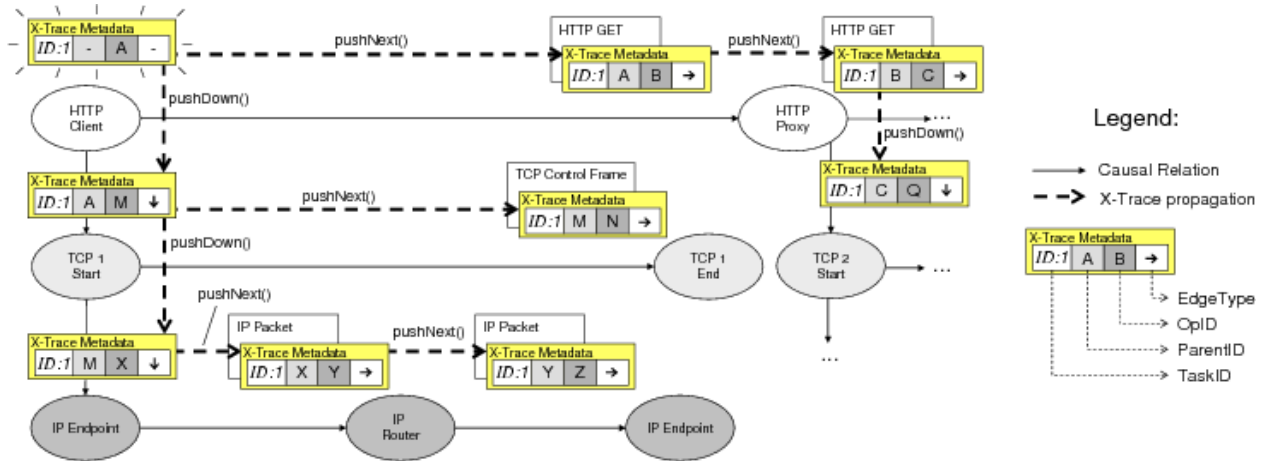 X-Trace Metadata
ID:1 - A -
pushNext()
HTTP GET
X-Trace Metadata
ID:1 A B →
pushNext()
HTTP GET
X-Trace Metadata
ID:1 B C →
pushDown()
HTTP
Client
HTTP
Proxy
...
pushDown()
Legend:
Causal Relation
X-Trace propagation
X-Trace Metadata
ID:1 A M ↓
pushNext()
TCP Control Frame
X-Trace Metadata
ID:1 M N →
X-Trace Metadata
ID:1 C Q ↓
pushDown()
TCP 1
Start
TCP 1
End
TCP 2
Start
...
X-Trace Metadata
ID:1 A B →
EdgeType
OpID
ParentID
TaskID
pushNext()
X-Trace Metadata
ID:1 M X ↓
IP Packet
X-Trace Metadata
ID:1 X Y →
pushNext()
IP Packet
X-Trace Metadata
ID:1 Y Z →
...
IP Endpoint
IP
Router
IP Endpoint